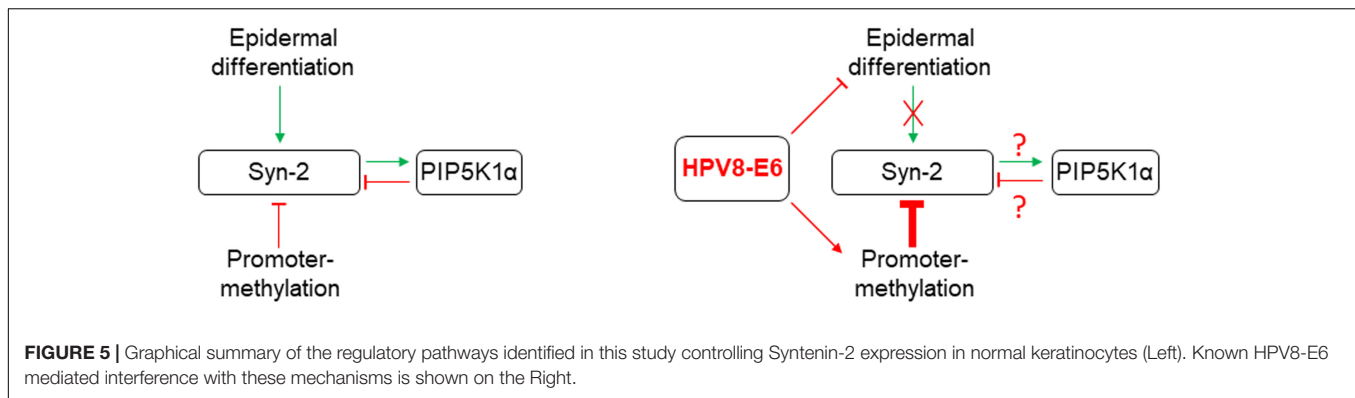 Epidermal
differentiation
Syn-2
PIP5K1α
Promoter-
methylation
Epidermal
differentiation
HPV8-E6
Syn-2
?
PIP5K1α
?
Promoter-
methylation
FIGURE 5 | Graphical summary of the regulatory pathways identified in this study controlling Syntenin-2 expression in normal keratinocytes (Left). Known HPV8-E6
mediated interference with these mechanisms is shown on the Right.